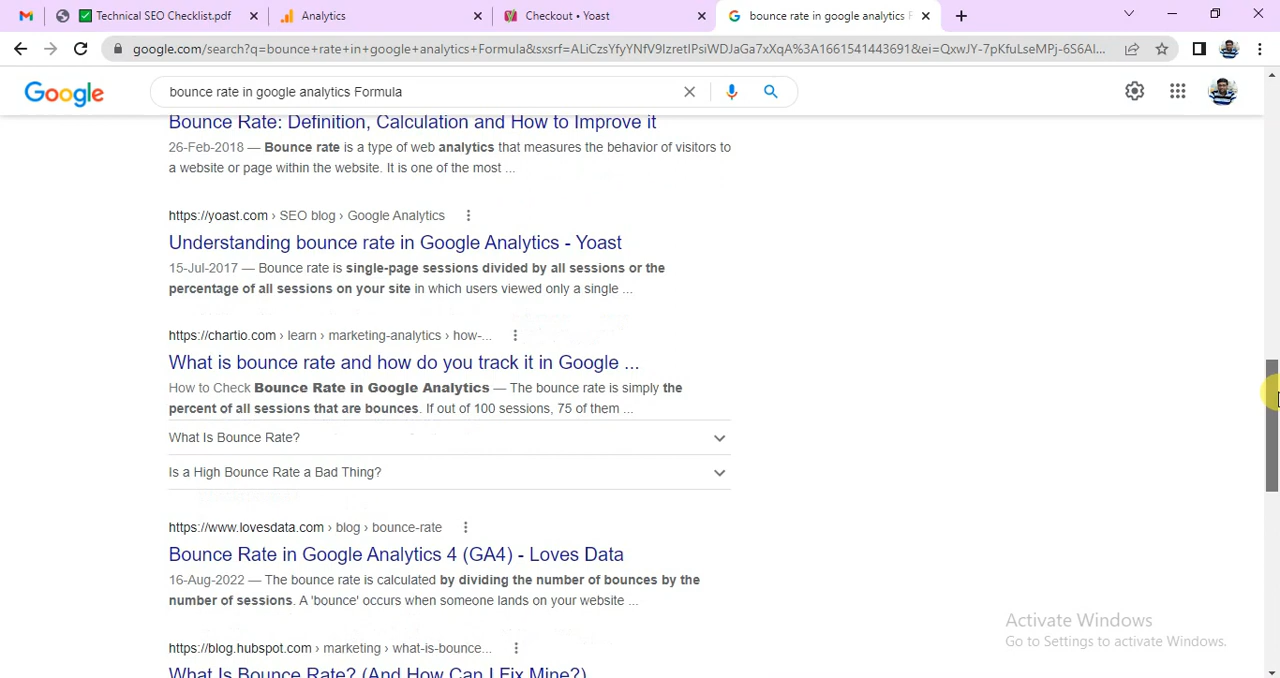 Technical SEO Checklist.pdf
Analytics
Checkout • Yoast
bounce rate in google analytics F
google.com/search?q=bounce+rate+in+google+analytics+Formula&sxsrf=ALiCzsYfyYNfV9IzretIPsiWDJaGa7xXqA%3A1661541443691&ei=QxwJY-7pKfuLseMPj-6S6AI...
Google
bounce rate in google analytics Formula
Bounce Rate: Definition, Calculation and How to Improve it
26-Feb-2018 — Bounce rate is a type of web analytics that measures the behavior of visitors to
a website or page within the website. It is one of the most ...
https://yoast.com › SEO blog › Google Analytics
Understanding bounce rate in Google Analytics - Yoast
15-Jul-2017 — Bounce rate is single-page sessions divided by all sessions or the
percentage of all sessions on your site in which users viewed only a single ...
https://chartio.com › learn › marketing-analytics › how-...
What is bounce rate and how do you track it in Google ...
How to Check Bounce Rate in Google Analytics — The bounce rate is simply the
percent of all sessions that are bounces. If out of 100 sessions, 75 of them ...
What Is Bounce Rate?
Is a High Bounce Rate a Bad Thing?
https://www.lovesdata.com › blog › bounce-rate
Bounce Rate in Google Analytics 4 (GA4) - Loves Data
16-Aug-2022 — The bounce rate is calculated by dividing the number of bounces by the
number of sessions. A 'bounce' occurs when someone lands on your website ...
Activate Windows
Go to Settings to activate Windows.
https://blog.hubspot.com › marketing › what-is-bounce...
What Is Bounce Rate? (And How Can I Fix Mine?)